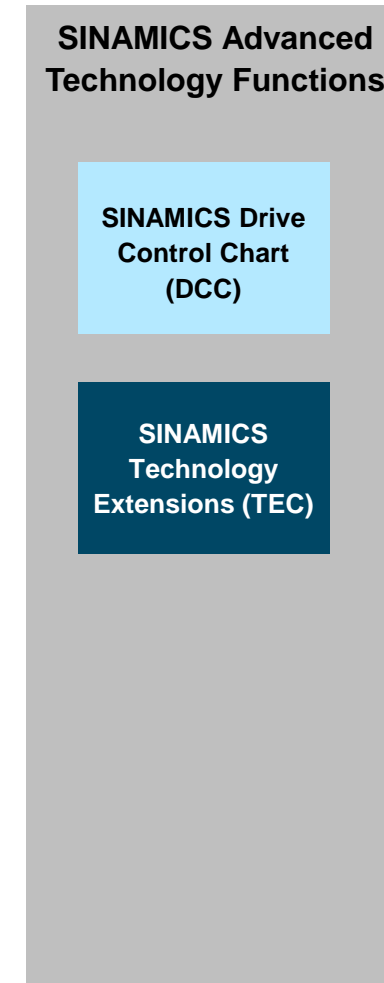 SINAMICS Advanced
Technology Functions
SINAMICS Drive
Control Chart
(DCC)
SINAMICS
Technology
Extensions (TEC)